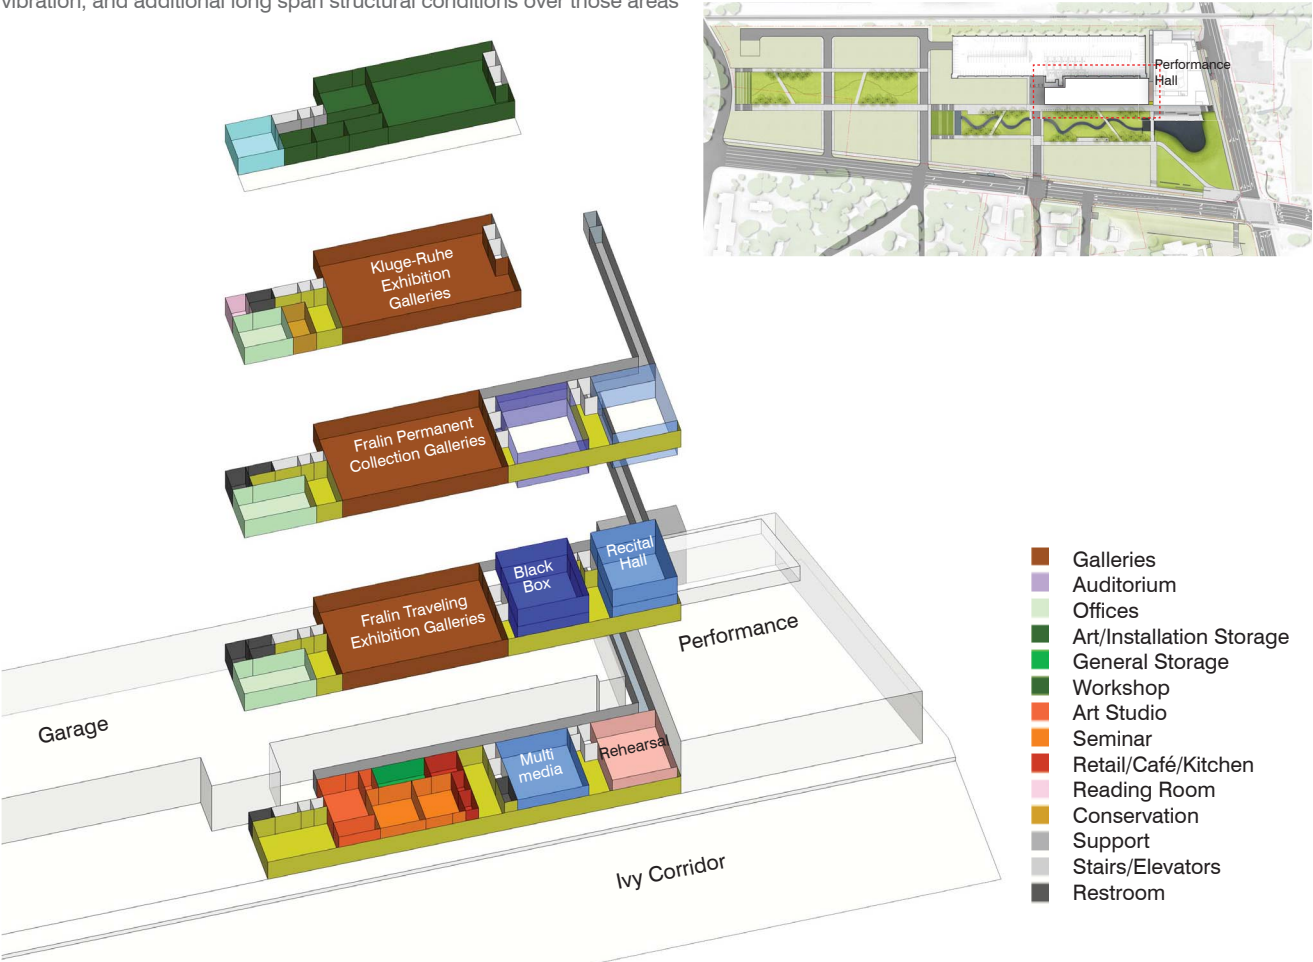 vibration, and additional long span structural conditions over those areas
Performance
Hall
Kluge-Ruhe
Exhibition
Galleries
Fralin Permanent
Collection Galleries
Black
Box
Recital
Hall
Fralin Traveling
Exhibition Galleries
Performance
Garage
Multi
media
Rehearsal
Ivy Corridor
Galleries
Auditorium
Offices
Art/Installation Storage
General Storage
Workshop
Art Studio
Seminar
Retail/Café/Kitchen
Reading Room
Conservation
Support
Stairs/Elevators
Restroom